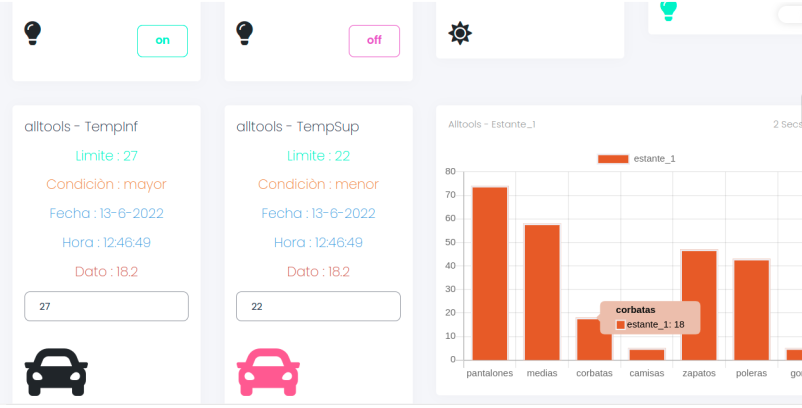 on
off
alltools - TempInf
Limite : 27
Condiciòn : mayor
Fecha : 13-6-2022
Hora : 12:46:49
Dato : 18.2
27
alltools - TempSup
Limite : 22
Condiciòn : menor
Fecha : 13-6-2022
Hora : 12:46:49
Dato : 18.2
22
Alltools - Estante_1
2 Secs
estante_1
80
70
60
50
40
30
20
10
0
corbatas
estante_1: 18
pantalones medias corbatas camisas zapatos poleras